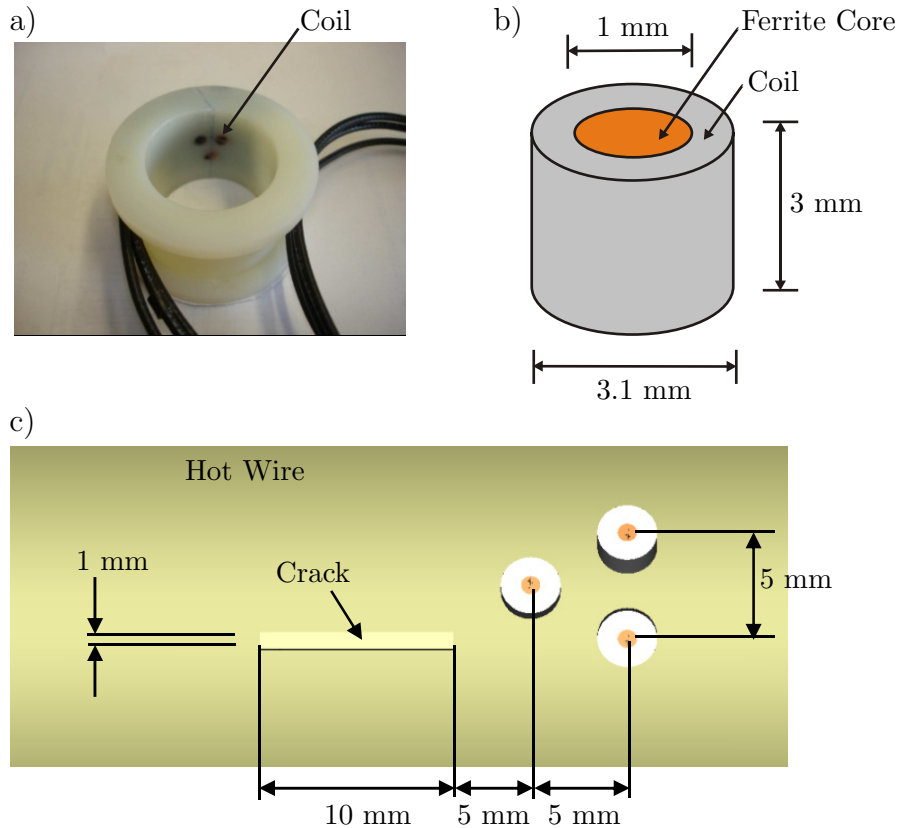 a)
Coil
b)
Ferrite Core
1 mm
Coil
3 mm
3.1 mm
c)
Hot Wire
1 mm
Crack
5 mm
10 mm
5 mm
5 mm